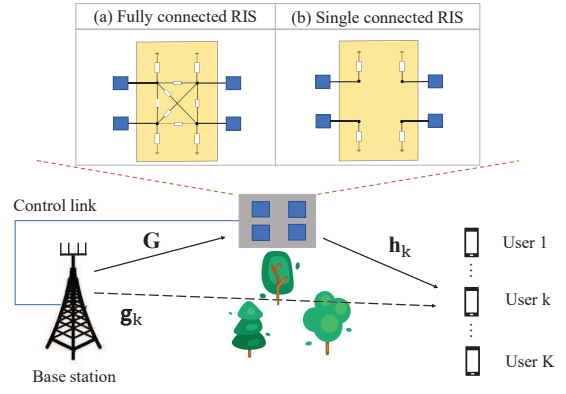 (a) Fully connected RIS
(b) Single connected RIS
Control link
G
h_k
User 1
g_k
User k
User K
Base station